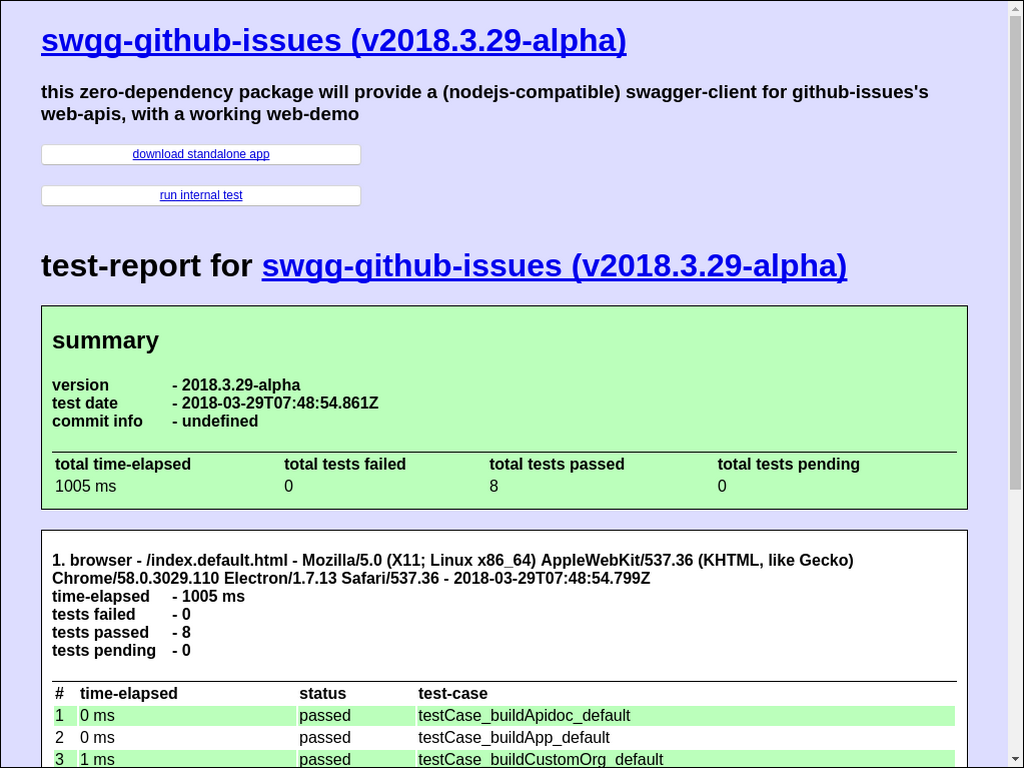 swgg-github-issues (v2018.3.29-alpha)
this zero-dependency package will provide a (nodejs-compatible) swagger-client for github-issues's
web-apis, with a working web-demo
download standalone app
run internal test
test-report for swgg-github-issues (v2018.3.29-alpha)
summary
version - 2018.3.29-alpha
test date - 2018-03-29T07:48:54.861Z
commit info - undefined
total time-elapsed total tests failed total tests passed total tests pending
1005 ms 0 8 0
1. browser - /index.default.html - Mozilla/5.0 (X11; Linux x86_64) AppleWebKit/537.36 (KHTML, like Gecko)
Chrome/58.0.3029.110 Electron/1.7.13 Safari/537.36 - 2018-03-29T07:48:54.799Z
time-elapsed - 1005 ms
tests failed - 0
tests passed - 8
tests pending - 0
# time-elapsed status test-case
1 0 ms passed testCase_buildApidoc_default
2 0 ms passed testCase_buildApp_default
3 1 ms passed testCase_buildCustomOrg_default